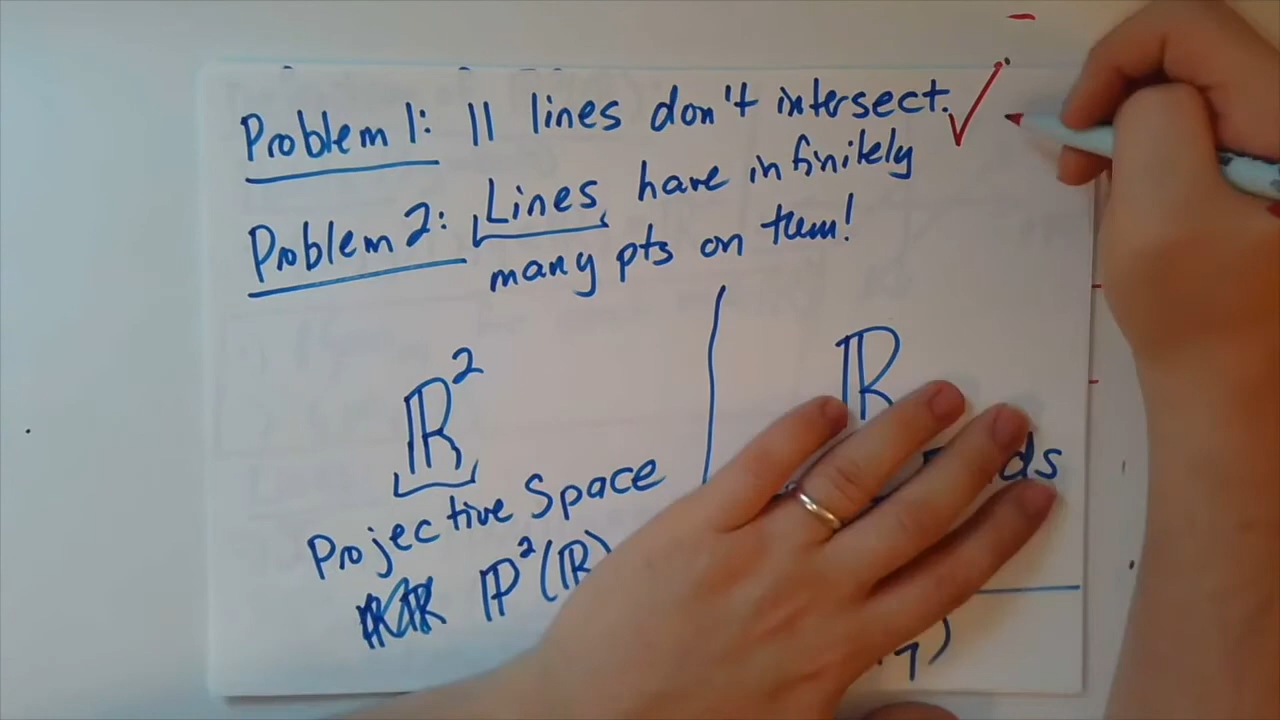 Problem 1: || lines don't intersect. ✓
Problem 2: Lines have infinitely
many pts on them!
ℝ²
Projective Space
ℙ²(ℝ)
ℝ